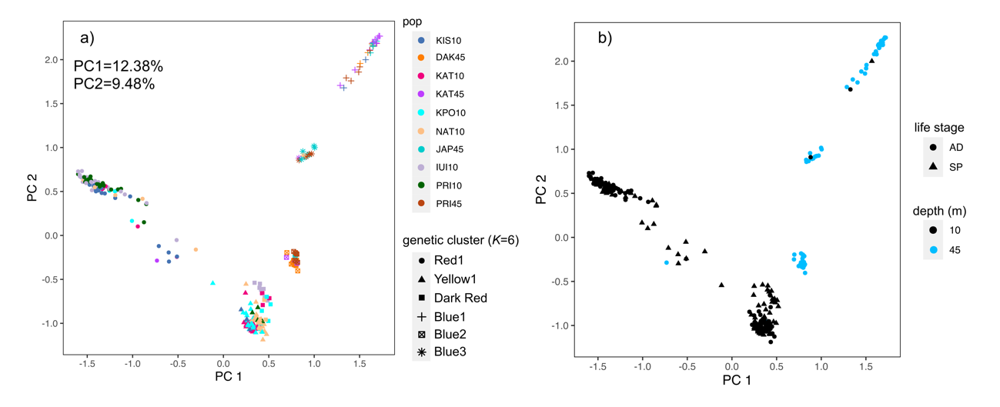 a)
PC1=12.38%
PC2=9.48%
PC 2
2.0
1.5
1.0
0.5
0.0
-0.5
-1.0
-1.5 -1.0 -0.5 0.0 0.5 1.0 1.5
PC 1
pop
KIS10
DAK45
KAT10
KAT45
KPO10
NAT10
JAP45
IUI10
PRI10
PRI45
genetic cluster (K=6)
Red1
Yellow1
Dark Red
Blue1
Blue2
Blue3
b)
PC 2
2.0
1.5
1.0
0.5
0.0
-0.5
-1.0
-1.5 -1.0 -0.5 0.0 0.5 1.0 1.5
PC 1
life stage
AD
SP
depth (m)
10
45